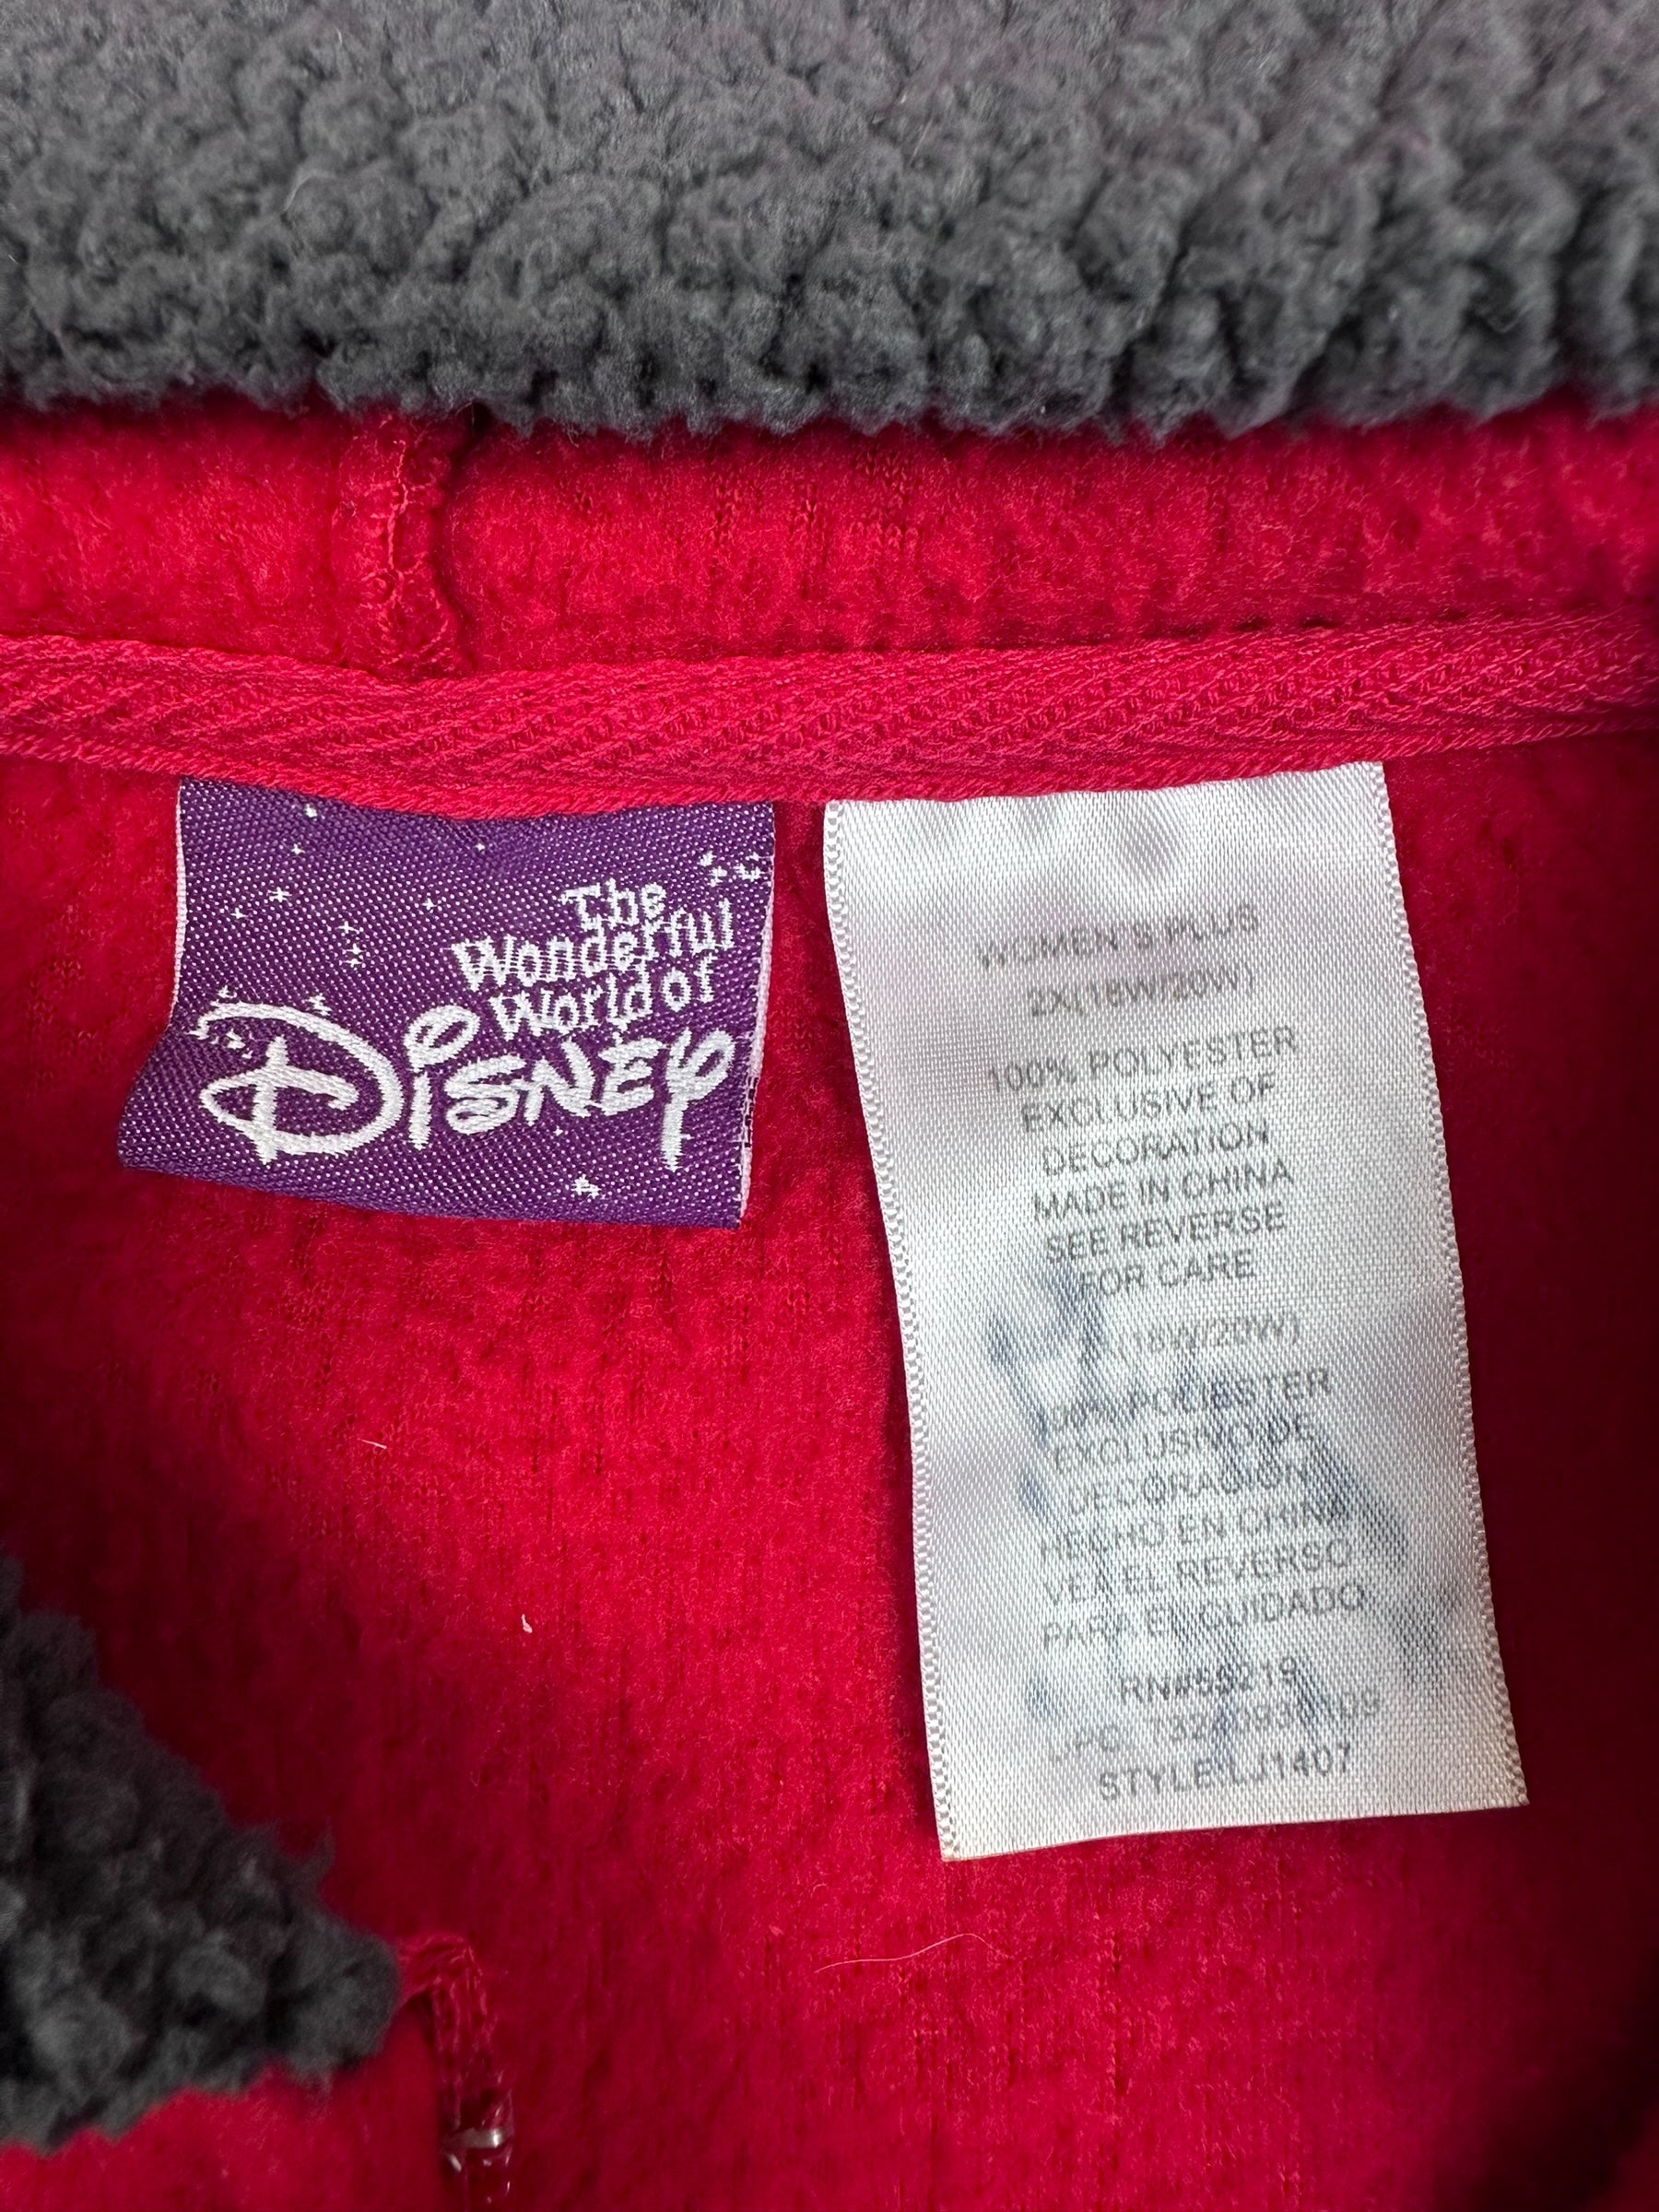 The
Wonderful
World of
Disney
WOMEN'S PLUS
2X(18W/20W)
100% POLYESTER
EXCLUSIVE OF
DECORATION
MADE IN CHINA
SEE REVERSE
FOR CARE
(18W/20W)
100% POLIESTER
EXCLUSIVO DE
DECORACION
HECHO EN CHINA
VEA EL REVERSO
PARA EL CUIDADO
UPC
STYLE:LJ1407